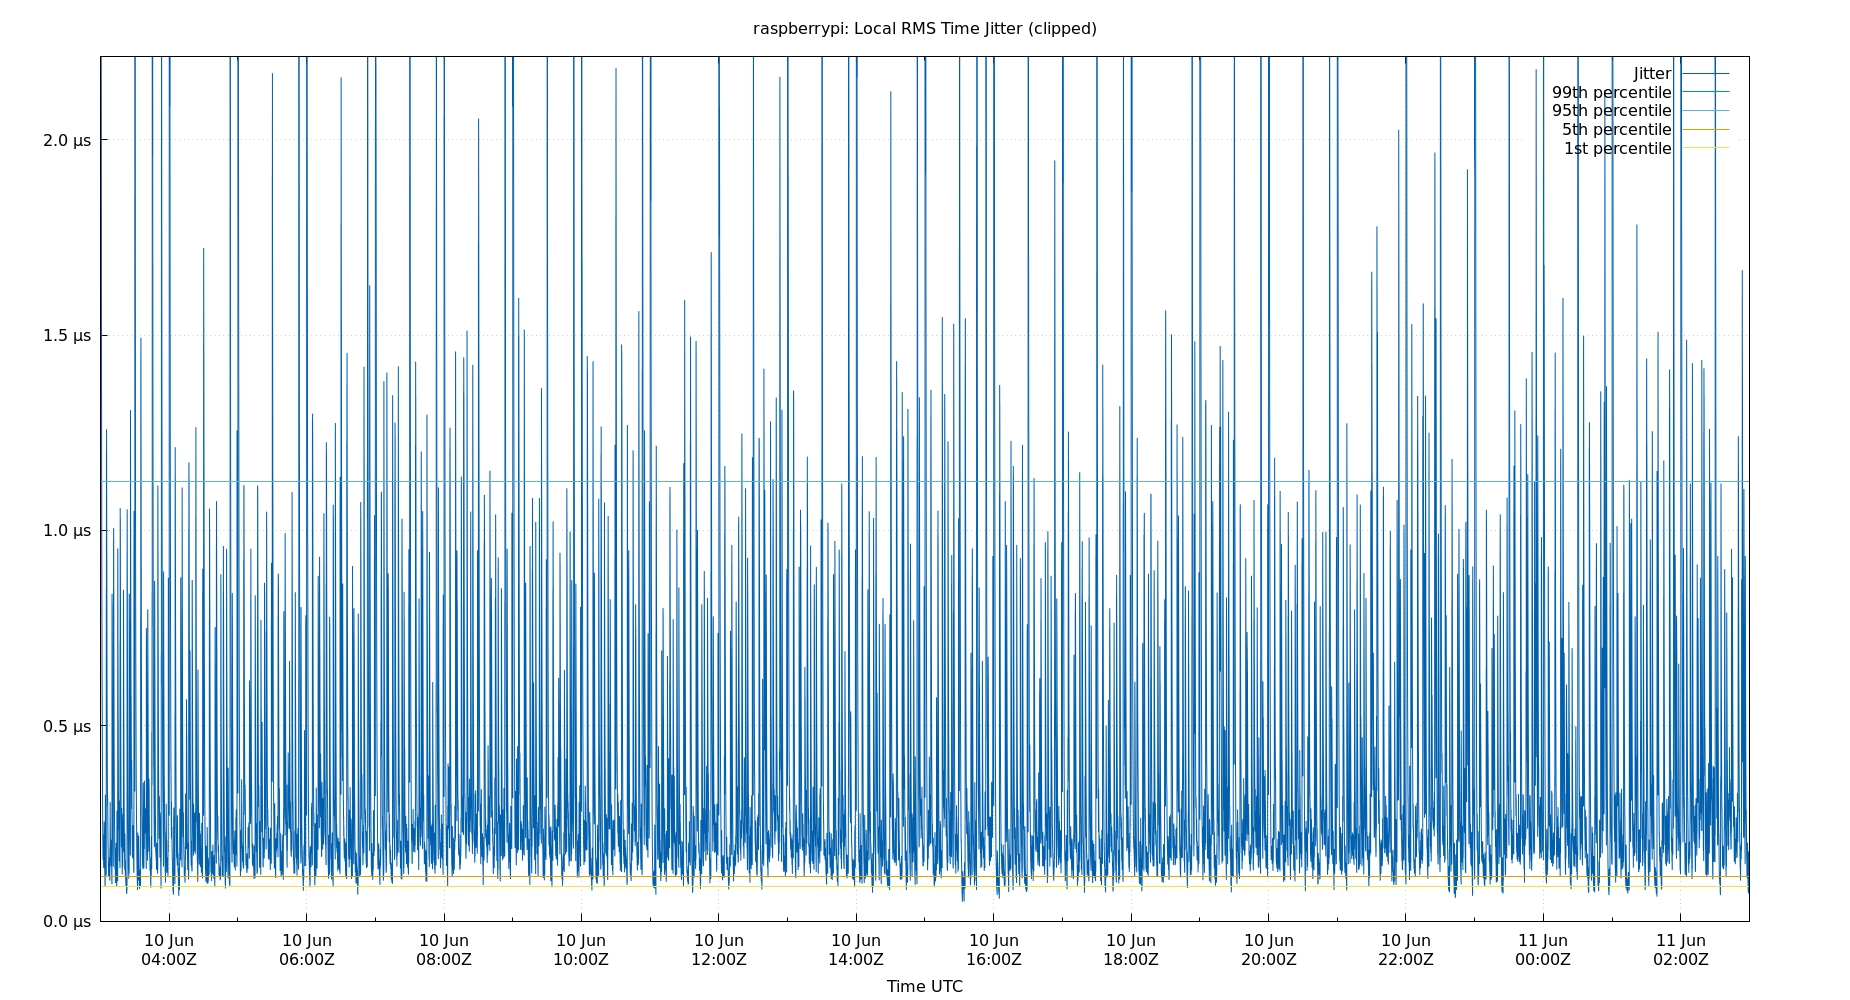 raspberrypi: Local RMS Time Jitter (clipped)
Jitter
99th percentile
95th percentile
5th percentile
1st percentile
2.0 µs
1.5 µs
1.0 µs
0.5 µs
0.0 µs
10 Jun 10 Jun 10 Jun 10 Jun 10 Jun 10 Jun 10 Jun 10 Jun 10 Jun 10 Jun 11 Jun 11 Jun
04:00Z 06:00Z 08:00Z 10:00Z 12:00Z 14:00Z 16:00Z 18:00Z 20:00Z 22:00Z 00:00Z 02:00Z
Time UTC